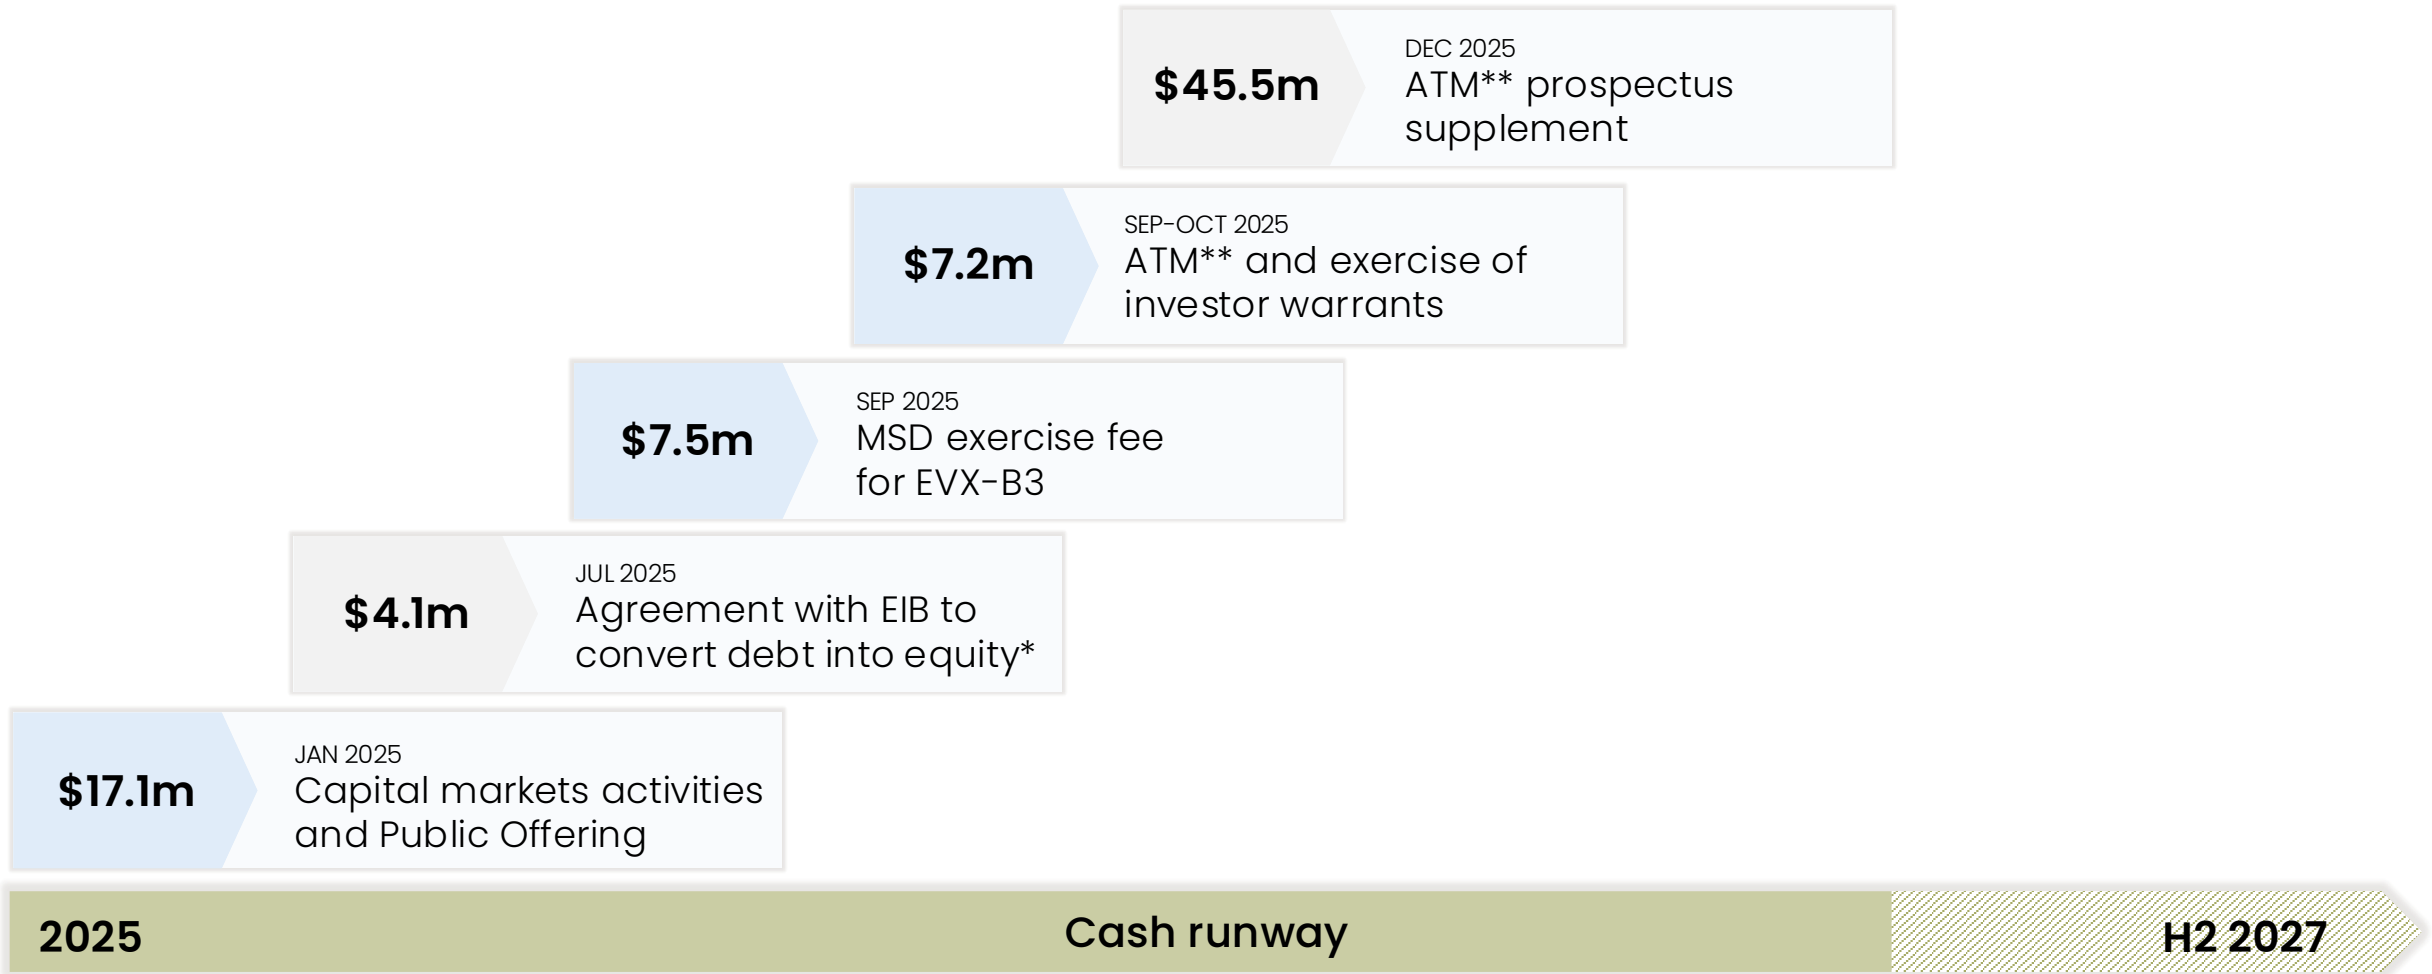 $45.5m
DEC 2025
ATM** prospectus
supplement
$7.2m
SEP-OCT 2025
ATM** and exercise of
investor warrants
$7.5m
SEP 2025
MSD exercise fee
for EVX-B3
$4.1m
JUL 2025
Agreement with EIB to
convert debt into equity*
$17.1m
JAN 2025
Capital markets activities
and Public Offering
2025
Cash runway
H2 2027